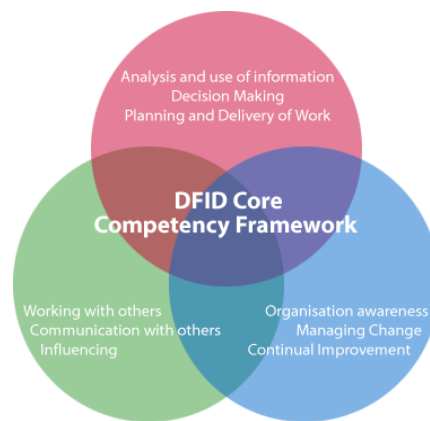 Analysis and use of information
Decision Making
Planning and Delivery of Work
DFID Core
Competency Framework
Working with others
Communication with others
Influencing
Organisation awareness
Managing Change
Continual Improvement